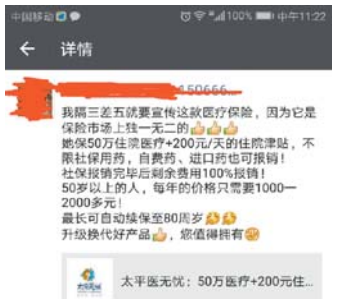 中国移动 100% 中午11:22
详情
150666...
我隔三差五就要宣传这款医疗保险，因为它是
保险市场上独一无二的👍👍👍
她保50万住院医疗+200元/天的住院津贴，不
限社保用药，自费药、进口药也可报销！
社保报销完毕后剩余费用100%报销！
50岁以上的人，每年的价格只需要1000一
2000多元！
最长可自动续保至80周岁
升级换代好产品👍，您值得拥有
太平医无忧：50万医疗+200元住...